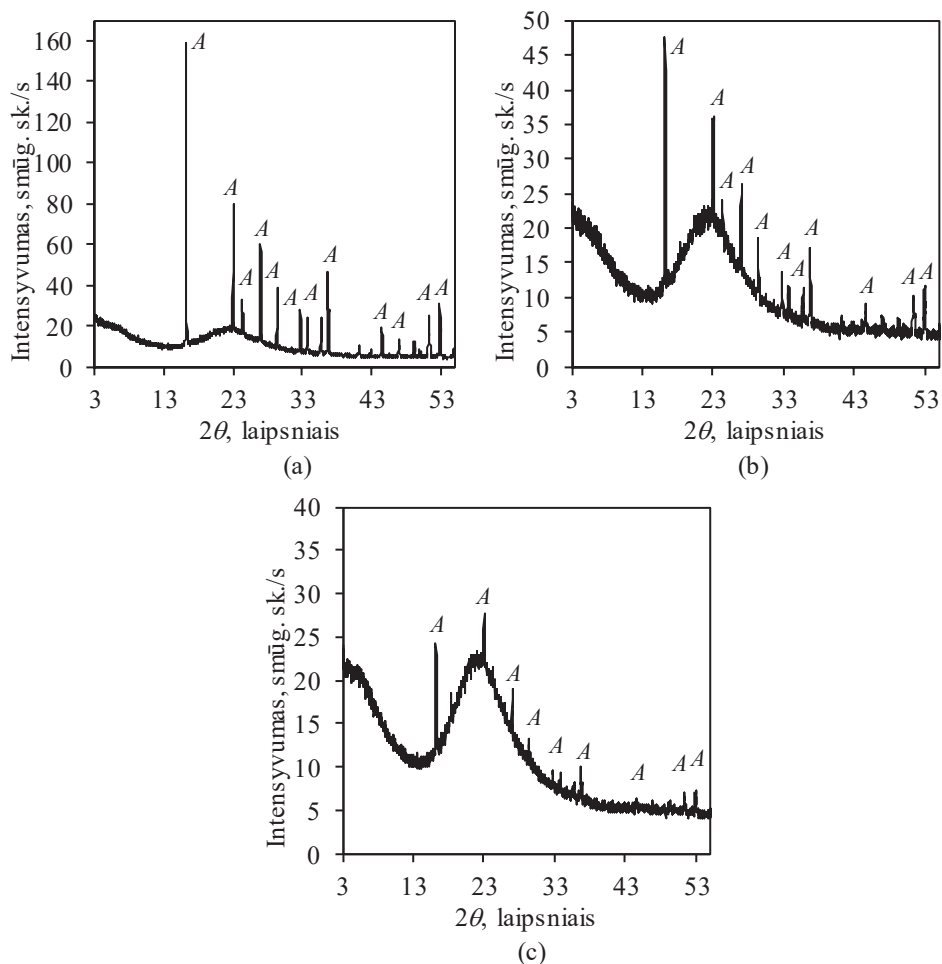 160
140
120
100
80
60
40
20
0
Intensyvumas, smūg. sk./s
A
A
A
A
A
A
A
A
A
A
A
3 13 23 33 43 53
2θ, laipsniais
(a)
50
45
40
35
30
25
20
15
10
5
0
Intensyvumas, smūg. sk./s
A
A
A
A
A
A
A
A
A
A
A
3 13 23 33 43 53
2θ, laipsniais
(b)
40
35
30
25
20
15
10
5
0
Intensyvumas, smūg. sk./s
A
A
A
A
A
A
A
A
A
3 13 23 33 43 53
2θ, laipsniais
(c)